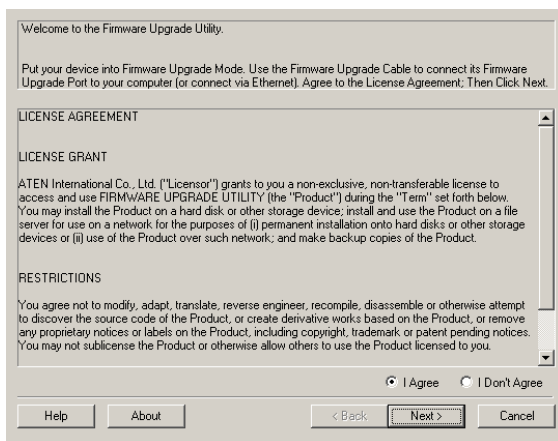 Welcome to the Firmware Upgrade Utility.
Put your device into Firmware Upgrade Mode. Use the Firmware Upgrade Cable to connect its Firmware
Upgrade Port to your computer (or connect via Ethernet). Agree to the License Agreement; Then Click Next.
LICENSE AGREEMENT
LICENSE GRANT
ATEN International Co., Ltd. ("Licensor") grants to you a non-exclusive, non-transferable license to
access and use FIRMWARE UPGRADE UTILITY (the "Product") during the "Term" set forth below.
You may install the Product on a hard disk or other storage device; install and use the Product on a file
server for use on a network for the purposes of (i) permanent installation onto hard disks or other storage
devices or (ii) use of the Product over such network; and make backup copies of the Product.
RESTRICTIONS
You agree not to modify, adapt, translate, reverse engineer, recompile, disassemble or otherwise attempt
to discover the source code of the Product, or create derivative works based on the Product, or remove
any proprietary notices or labels on the Product, including copyright, trademark or patent pending notices.
You may not sublicense the Product or otherwise allow others to use the Product licensed to you.
I Agree I Don't Agree
Help About < Back Next > Cancel